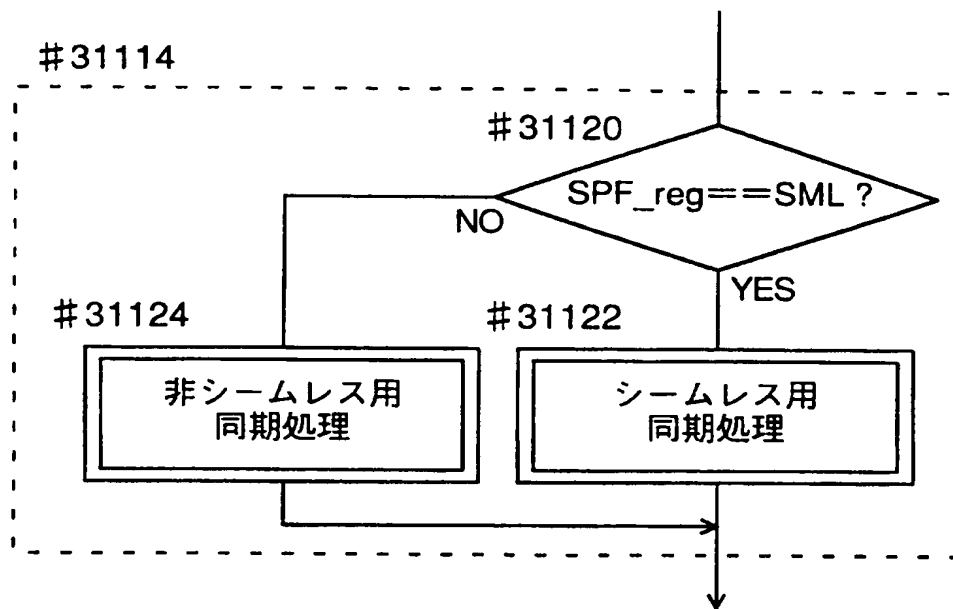 #31114
#31120
SPF_reg==SML?
NO
YES
#31124
#31122
非シームレス用
同期処理
シームレス用
同期処理